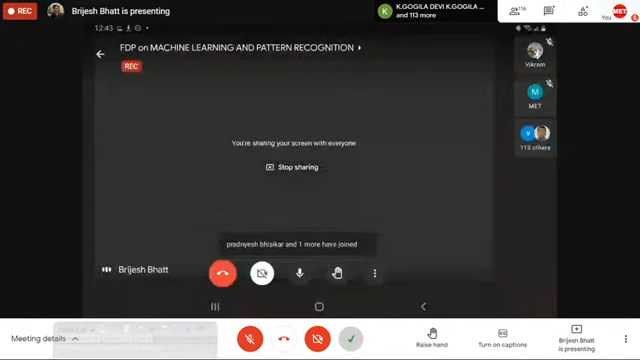 REC
Brijesh Bhatt is presenting
K.GOGILA DEVI K.GOGILA ...
and 113 more
116
You
MET
12:43
FDP on MACHINE LEARNING AND PATTERN RECOGNITION
REC
Vikram
M
MET
113 others
You're sharing your screen with everyone
Stop sharing
pradnyesh bhisikar and 1 more have joined
Brijesh Bhatt
Meeting details
Raise hand
Turn on captions
Brijesh Bhatt
is presenting